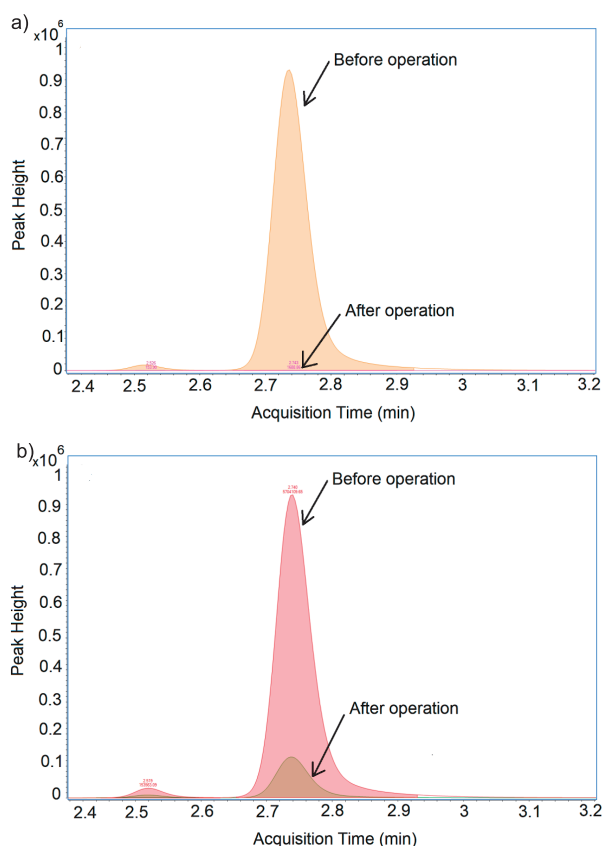 a)
x10^6
1
0.9
0.8
0.7
0.6
0.5
0.4
0.3
0.2
0.1
0
Peak Height
Before operation
After operation
2.4 2.5 2.6 2.7 2.8 2.9 3 3.1 3.2
Acquisition Time (min)
b)
x10^6
1
0.9
0.8
0.7
0.6
0.5
0.4
0.3
0.2
0.1
0
Peak Height
2.740
Before operation
After operation
2.4 2.5 2.6 2.7 2.8 2.9 3 3.1 3.2
Acquisition Time (min)